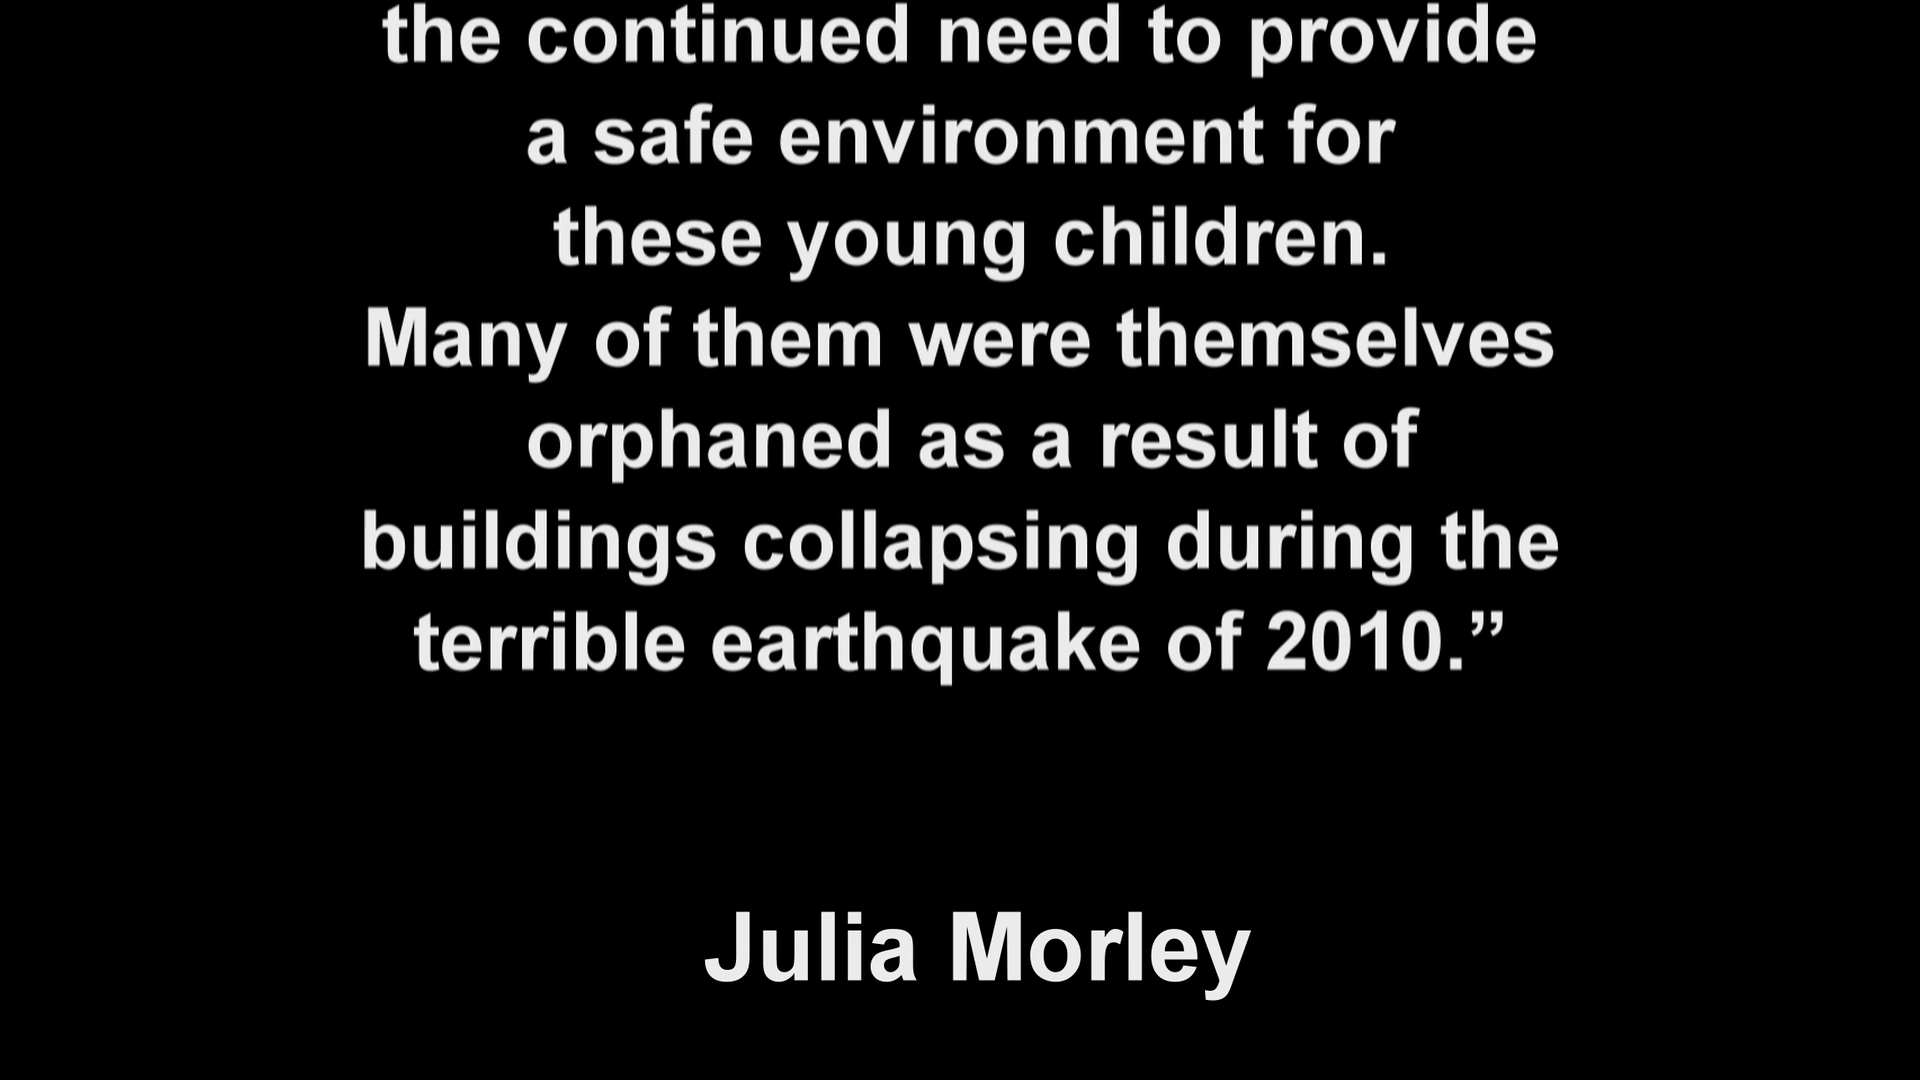 the continued need to provide
a safe environment for
these young children.
Many of them were themselves
orphaned as a result of
buildings collapsing during the
terrible earthquake of 2010.”
Julia Morley